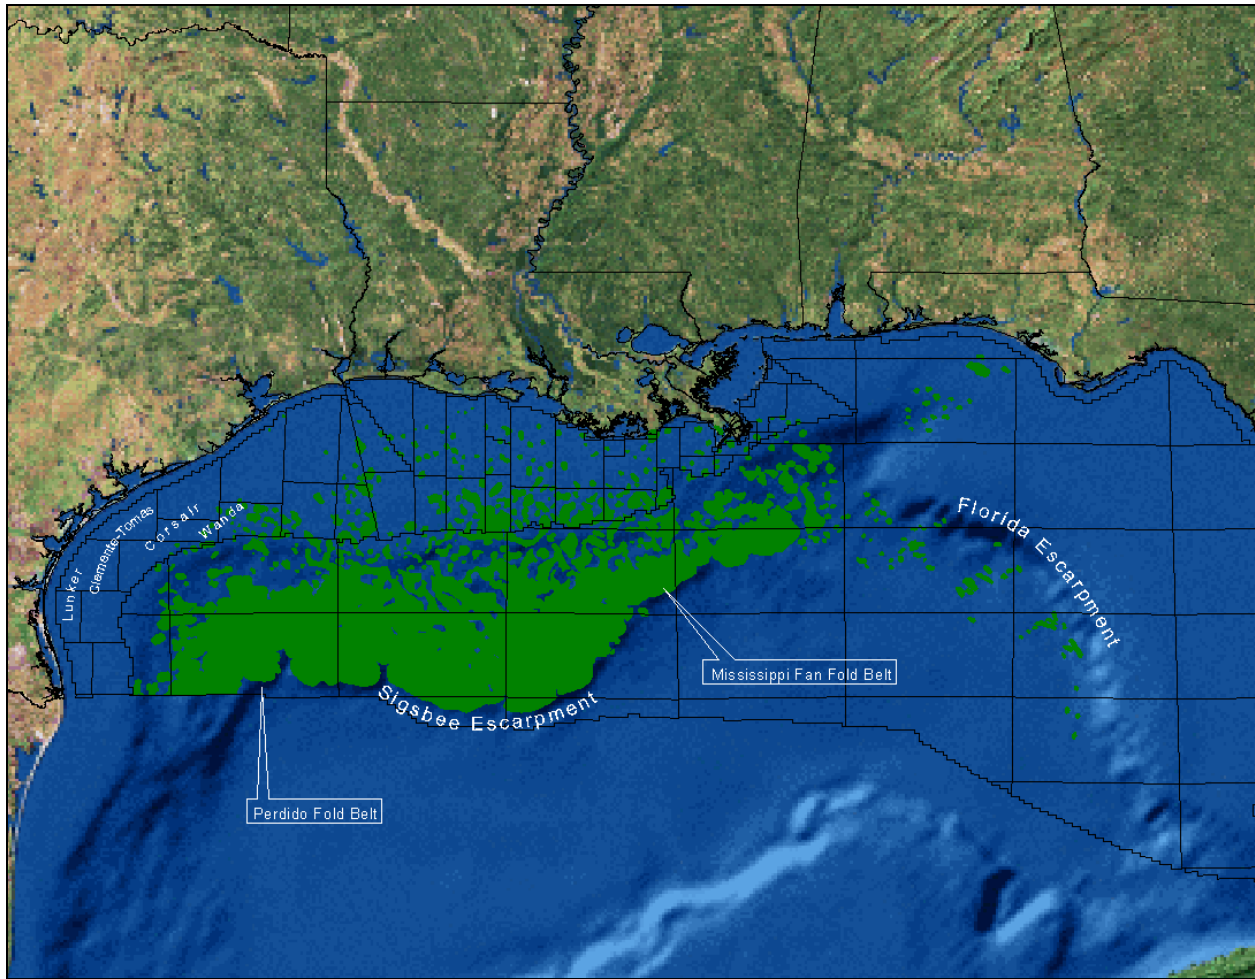 Florida Escarpment
Wanda
Corsair
Clemente-Tomas
Lunker
Mississippi Fan Fold Belt
Sigsbee Escarpment
Perdido Fold Belt